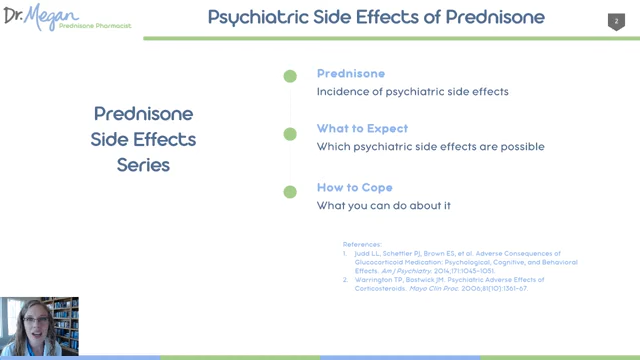 Dr. Megan
Prednisone Pharmacist
Psychiatric Side Effects of Prednisone
2
Prednisone
Side Effects
Series
Prednisone
Incidence of psychiatric side effects
What to Expect
Which psychiatric side effects are possible
How to Cope
What you can do about it
References:
1. Judd LL, Schettler PJ, Brown ES, et al. Adverse Consequences of
Glucocorticoid Medication: Psychological, Cognitive, and Behavioral
Effects. Am J Psychiatry. 2014;171:1045–1051.
2. Warrington TP, Bostwick JM. Psychiatric Adverse Effects of
Corticosteroids. Mayo Clin Proc. 2006;81(10):1361-67.